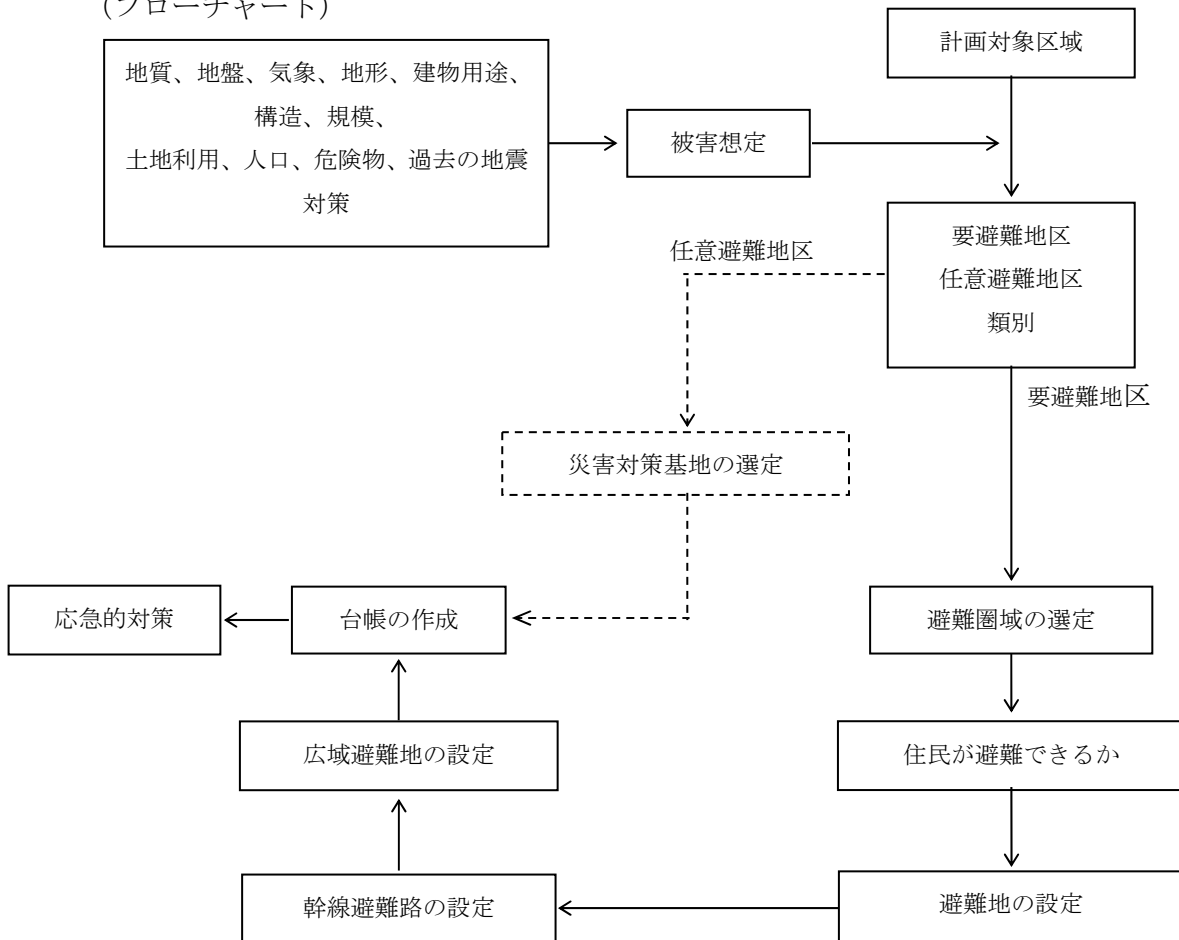 （フローチャート）
計画対象区域
地質、地盤、気象、地形、建物用途、
構造、規模、
土地利用、人口、危険物、過去の地震
対策
被害想定
要避難地区
任意避難地区
類別
任意避難地区
要避難地区
災害対策基地の選定
応急的対策
台帳の作成
避難圏域の選定
広域避難地の設定
住民が避難できるか
幹線避難路の設定
避難地の設定